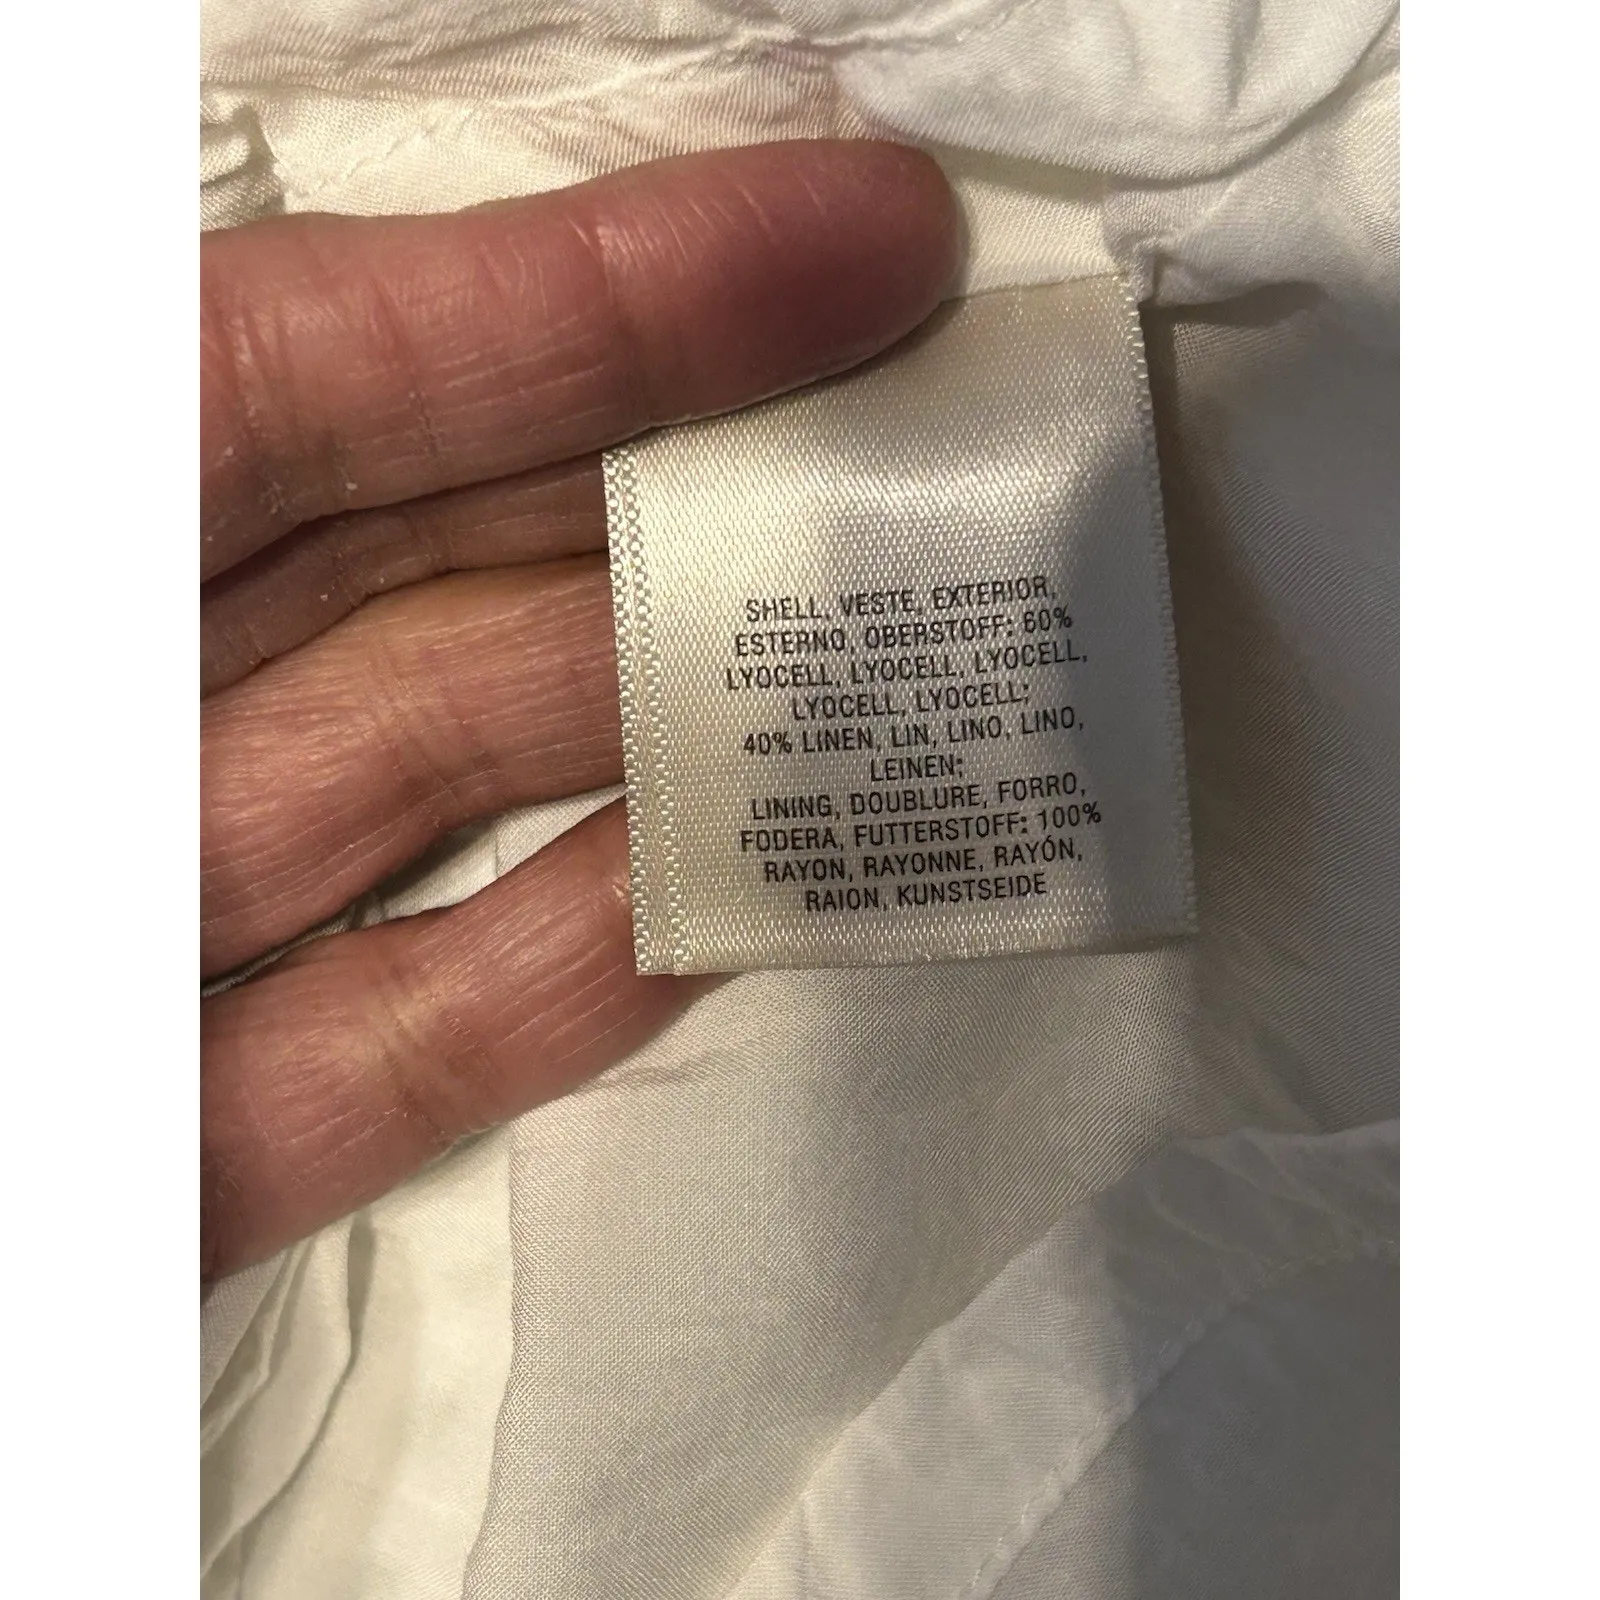 SHELL, VESTE, EXTERIOR,
ESTERNO, OBERSTOFF: 60%
LYOCELL, LYOCELL, LYOCELL,
LYOCELL, LYOCELL;
40% LINEN, LIN, LINO, LINO,
LEINEN;
LINING, DOUBLURE, FORRO,
FODERA, FUTTERSTOFF: 100%
RAYON, RAYONNE, RAYÓN,
RAION, KUNSTSEIDE